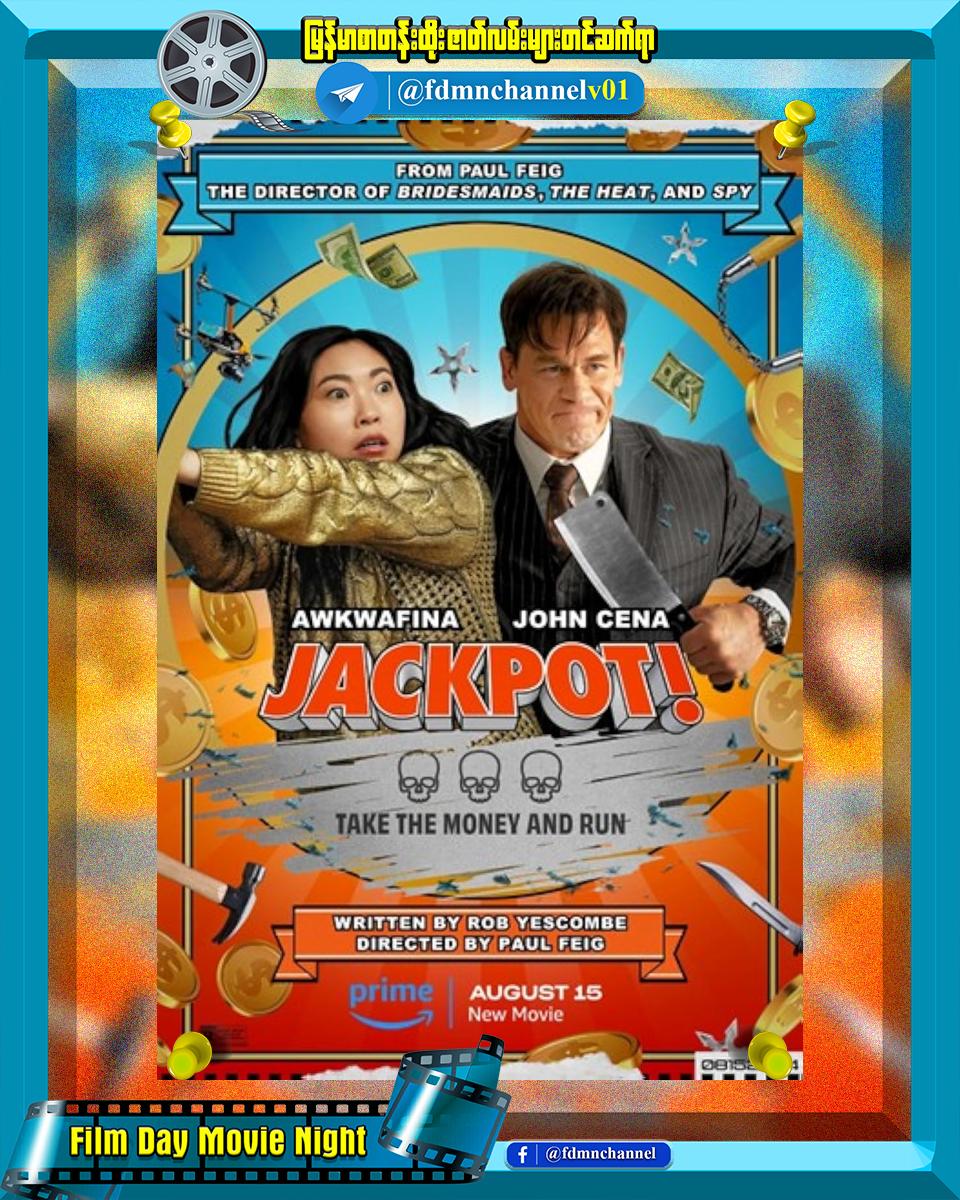 မြန်မာစာတန်းထိုးဇာတ်လမ်းများတင်ဆက်ရာ
@fdmnchannelv01
FROM PAUL FEIG
THE DIRECTOR OF BRIDESMAIDS, THE HEAT, AND SPY
AWKWAFINA JOHN CENA
JACKPOT!
TAKE THE MONEY AND RUN
WRITTEN BY ROB YESCOMBE
DIRECTED BY PAUL FEIG
prime AUGUST 15
New Movie
Film Day Movie Night
f @fdmnchannel